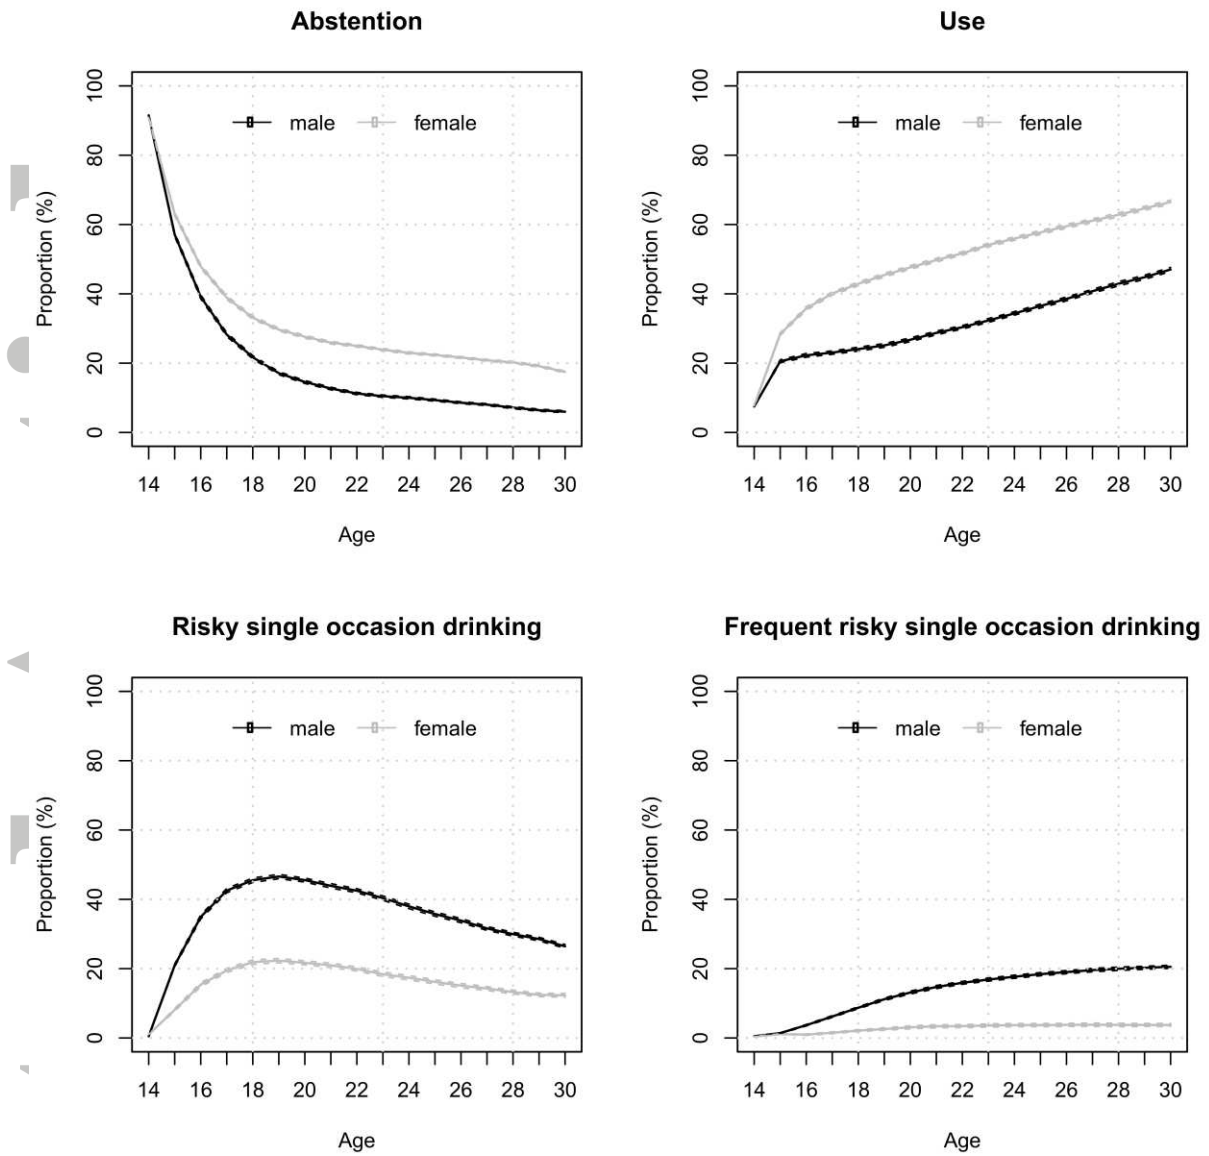 Abstention
Proportion (%)
100
80
60
40
20
0
male female
14 16 18 20 22 24 26 28 30
Age
Use
Proportion (%)
100
80
60
40
20
0
male female
14 16 18 20 22 24 26 28 30
Age
Risky single occasion drinking
Proportion (%)
100
80
60
40
20
0
male female
14 16 18 20 22 24 26 28 30
Age
Frequent risky single occasion drinking
Proportion (%)
100
80
60
40
20
0
male female
14 16 18 20 22 24 26 28 30
Age